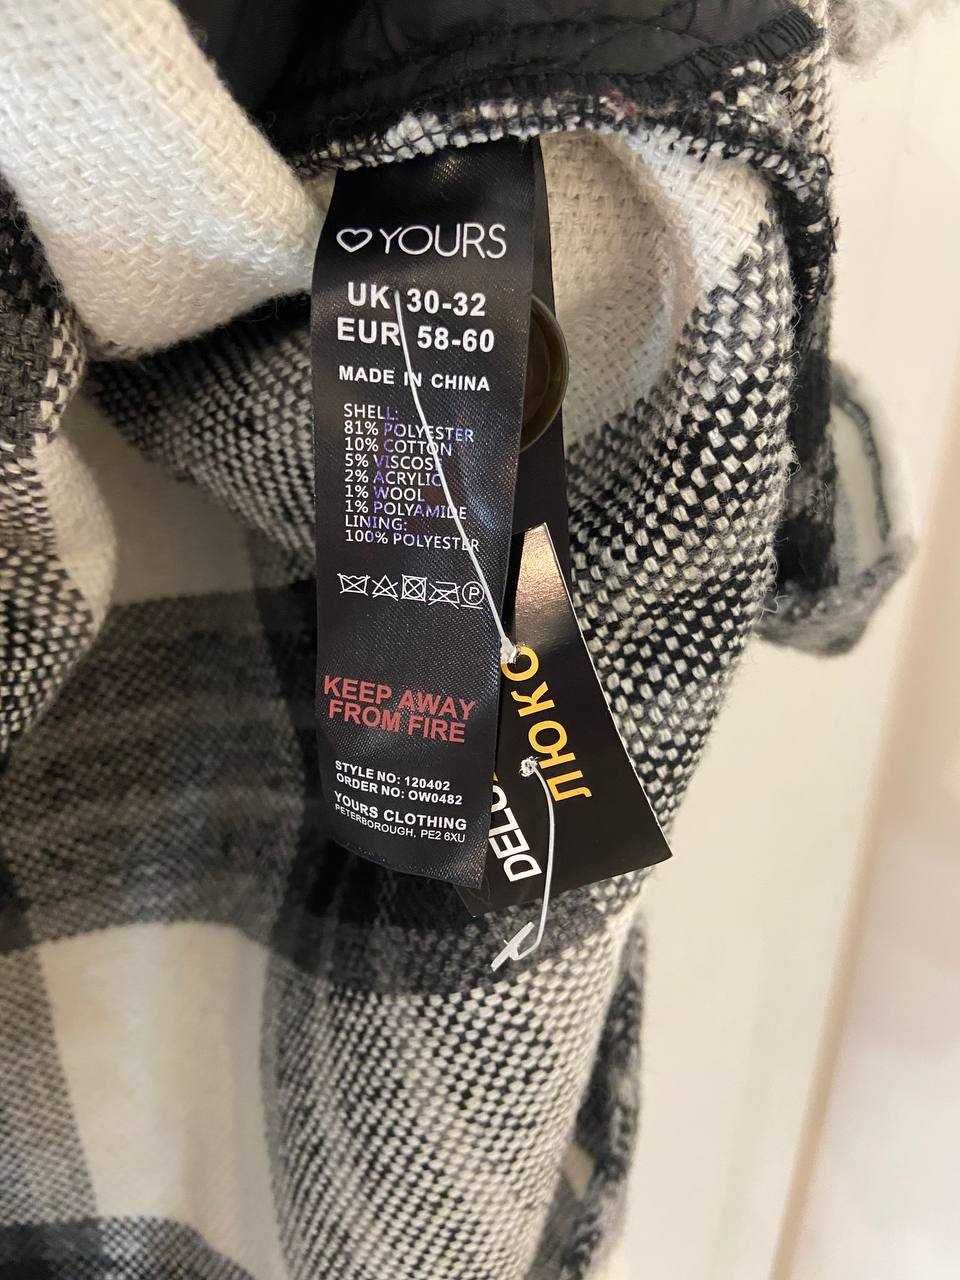 YOURS
UK 30-32
EUR 58-60
MADE IN CHINA
SHELL:
81% POLYESTER
10% COTTON
5% VISCOSE
2% ACRYLIC
1% WOOL
1% POLYAMIDE
LINING:
100% POLYESTER
P
KEEP AWAY
FROM FIRE
STYLE NO: 120402
ORDER NO: OW0482
YOURS CLOTHING
PETERBOROUGH, PE2 6XU
ЛЮКС